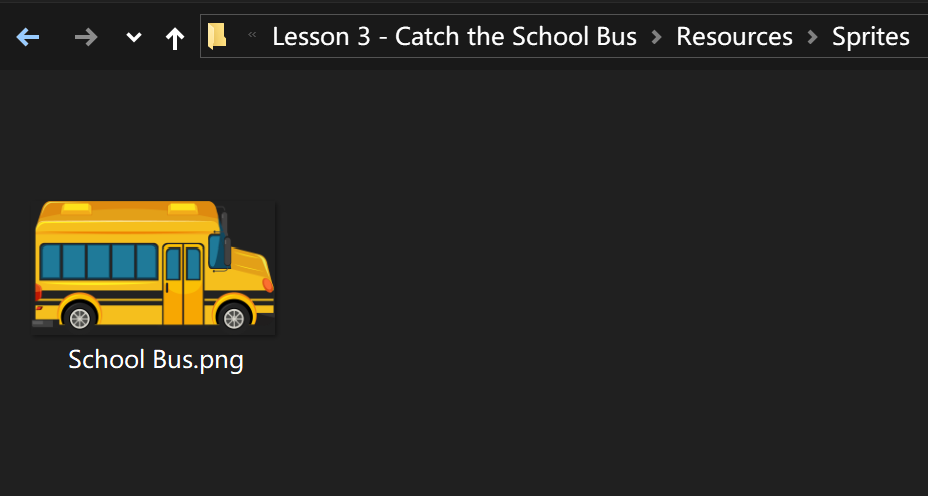 « Lesson 3 - Catch the School Bus > Resources > Sprites
School Bus.png